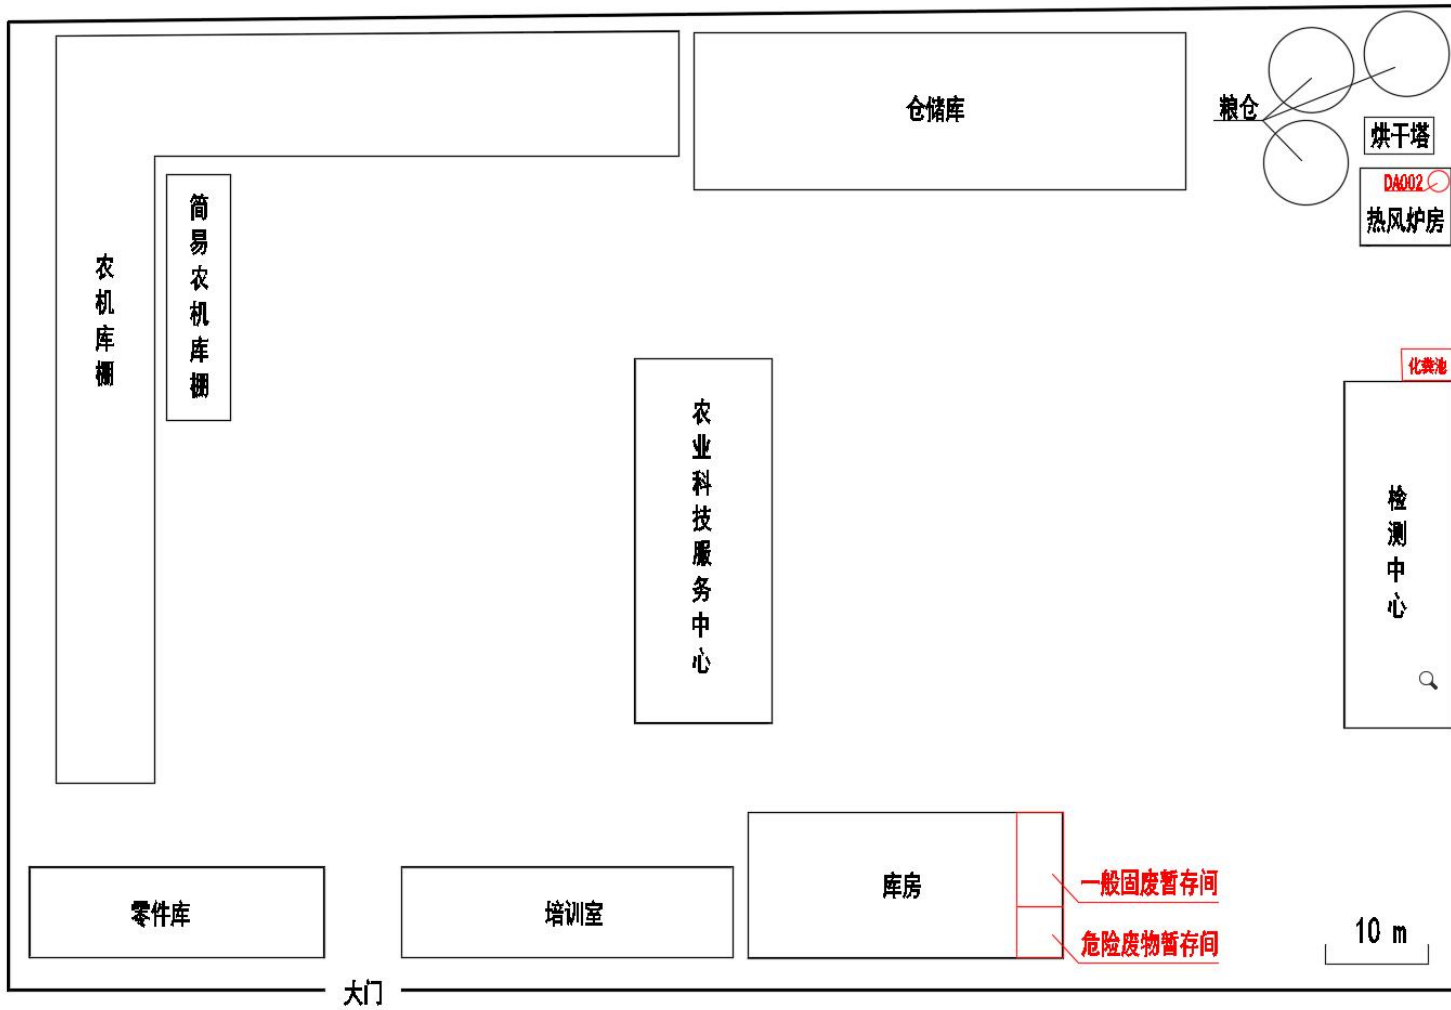 仓储库
粮仓
烘干塔
DA002
热风炉房
简易农机库棚
农机库棚
化粪池
农业科技服务中心
检测中心
库房
一般固废暂存间
零件库
培训室
危险废物暂存间
10 m
大门